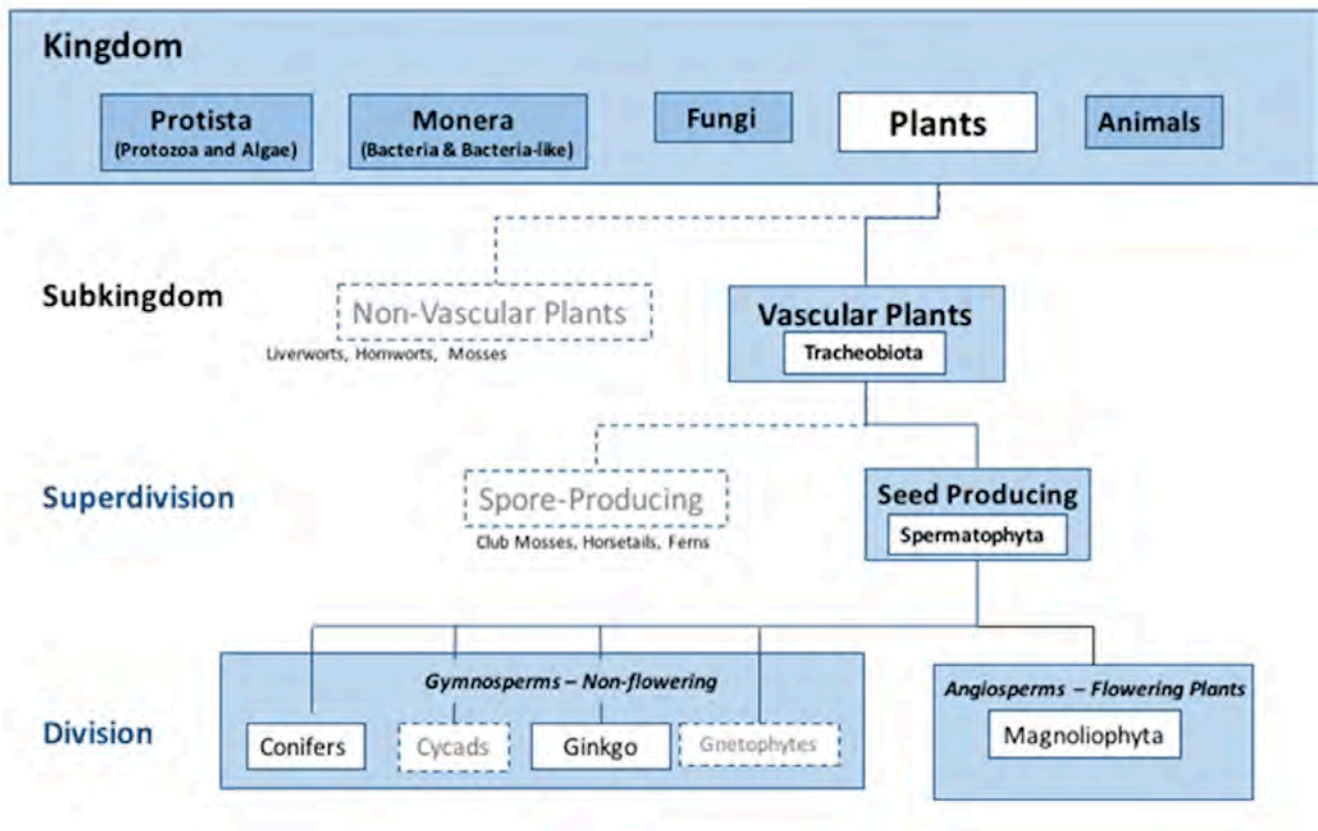 Kingdom
Protista
(Protozoa and Algae)
Monera
(Bacteria & Bacteria-like)
Fungi
Plants
Animals
Subkingdom
Non-Vascular Plants
Liverworts, Hornworts, Mosses
Vascular Plants
Tracheobiota
Superdivision
Spore-Producing
Club Mosses, Horsetails, Ferns
Seed Producing
Spermatophyta
Division
Gymnosperms – Non-flowering
Conifers
Cycads
Ginkgo
Gnetophytes
Angiosperms – Flowering Plants
Magnoliophyta